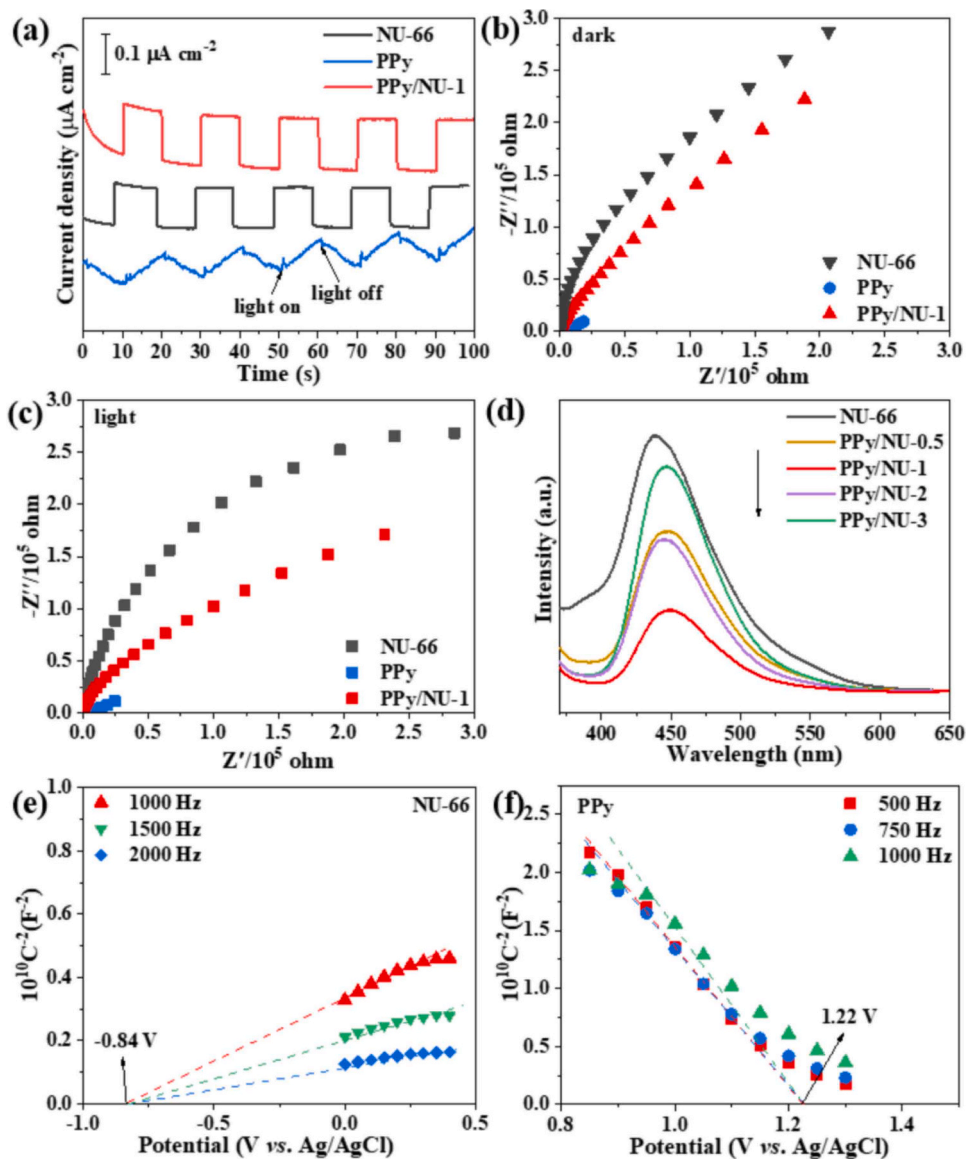 (a)
0.1 μA cm⁻²
NU-66
PPy
PPy/NU-1
Current density (μA cm⁻²)
light on
light off
0 10 20 30 40 50 60 70 80 90 100
Time (s)
(b)
dark
-Z''/10⁵ ohm
3.0
2.5
2.0
1.5
1.0
0.5
0.0
NU-66
PPy
PPy/NU-1
0.0 0.5 1.0 1.5 2.0 2.5 3.0
Z'/10⁵ ohm
(c)
light
-Z''/10⁵ ohm
3.0
2.5
2.0
1.5
1.0
0.5
0.0
NU-66
PPy
PPy/NU-1
0.0 0.5 1.0 1.5 2.0 2.5 3.0
Z'/10⁵ ohm
(d)
NU-66
PPy/NU-0.5
PPy/NU-1
PPy/NU-2
PPy/NU-3
Intensity (a.u.)
400 450 500 550 600 650
Wavelength (nm)
(e)
1000 Hz
1500 Hz
2000 Hz
NU-66
10¹⁰C⁻²(F⁻²)
1.0
0.8
0.6
0.4
0.2
0.0
-0.84 V
-1.0 -0.5 0.0 0.5
Potential (V vs. Ag/AgCl)
(f)
PPy
500 Hz
750 Hz
1000 Hz
10¹⁰C⁻²(F⁻²)
2.5
2.0
1.5
1.0
0.5
0.0
1.22 V
0.8 1.0 1.2 1.4
Potential (V vs. Ag/AgCl)